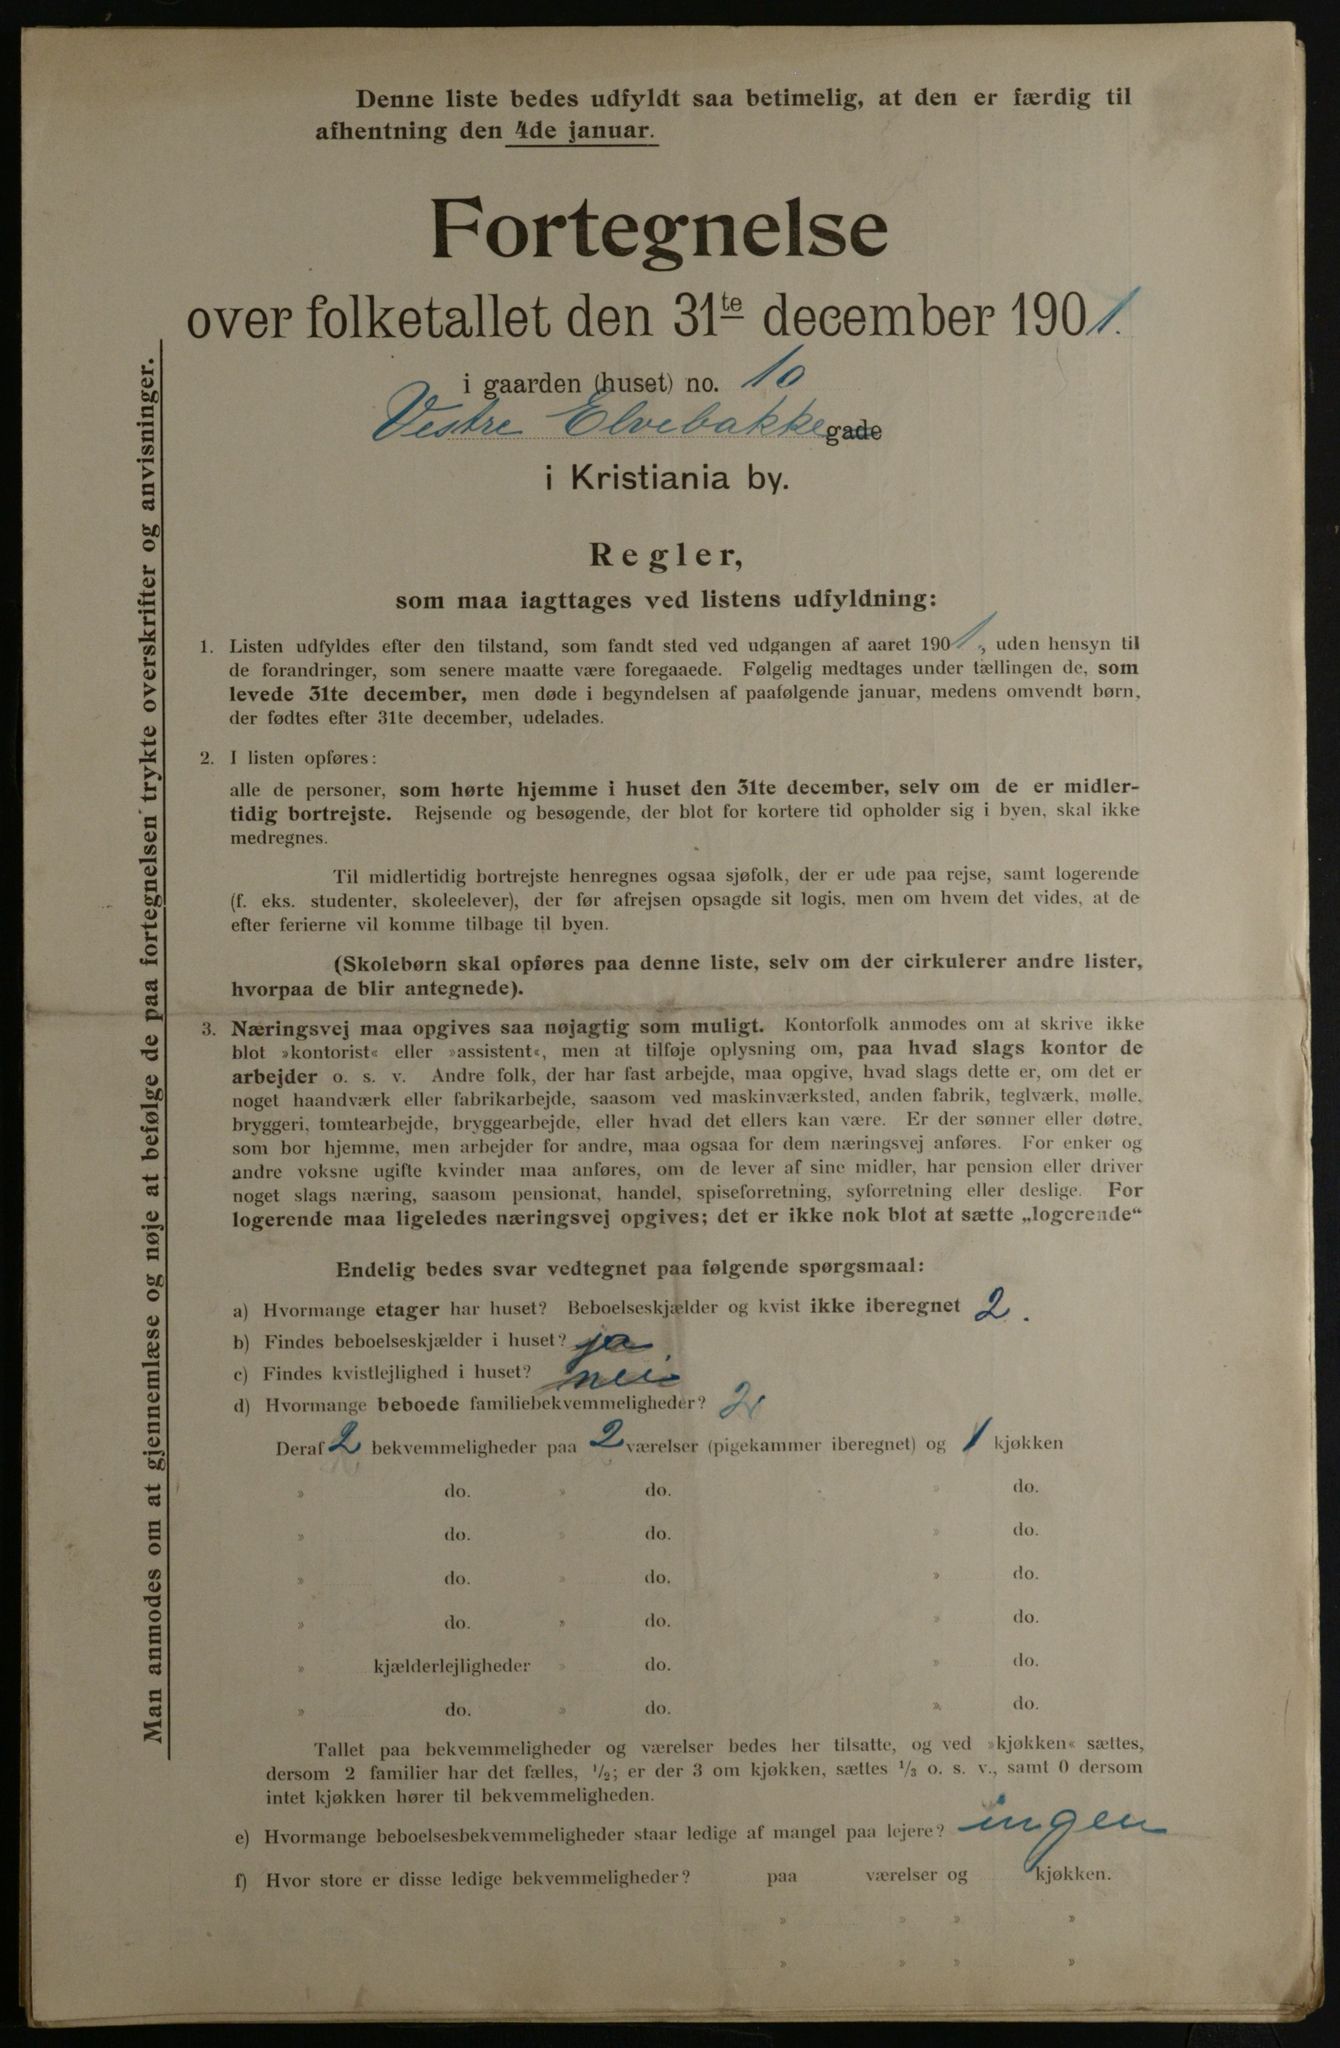 Denne liste bedes udfyldt saa betimelig, at den er færdig til
afhentning den 4de januar.
Fortegnelse
over folketallet den 31te december 1901.
i gaarden (huset) no. 10
Vestre Elvebakkegade
i Kristiania by.
Regler,
som maa iagttages ved listens udfyldning:
1. Listen udfyldes efter den tilstand, som fandt sted ved udgangen af aaret 1901, uden hensyn til
de forandringer, som senere maatte være foregaaede. Følgelig medtages under tællingen de, som
levede 31te december, men døde i begyndelsen af paafølgende januar, medens omvendt børn,
der fødtes efter 31te december, udelades.
2. I listen opføres:
alle de personer, som hørte hjemme i huset den 31te december, selv om de er midler-
tidig bortrejste. Rejsende og besøgende, der blot for kortere tid opholder sig i byen, skal ikke
medregnes.
Til midlertidig bortrejste henregnes ogsaa sjøfolk, der er ude paa rejse, samt logerende
(f. eks. studenter, skoleelever), der før afrejsen opsagde sit logis, men om hvem det vides, at de
efter ferierne vil komme tilbage til byen.
(Skolebørn skal opføres paa denne liste, selv om der cirkulerer andre lister,
hvorpaa de blir antegnede).
3. Næringsvej maa opgives saa nøjagtig som muligt. Kontorfolk anmodes om at skrive ikke
blot »kontorist« eller »assistent«, men at tilføje oplysning om, paa hvad slags kontor de
arbejder o. s. v. Andre folk, der har fast arbejde, maa opgive, hvad slags dette er, om det er
noget haandværk eller fabrikarbejde, saasom ved maskinværksted, anden fabrik, teglværk, mølle,
bryggeri, tomtearbejde, bryggearbejde, eller hvad det ellers kan være. Er der sønner eller døtre,
som bor hjemme, men arbejder for andre, maa ogsaa for dem næringsvej anføres. For enker og
andre voksne ugifte kvinder maa anføres, om de lever af sine midler, har pension eller driver
noget slags næring, saasom pensionat, handel, spiseforretning, syforretning eller deslige. For
logerende maa ligeledes næringsvej opgives; det er ikke nok blot at sætte „logerende“
Endelig bedes svar vedtegnet paa følgende spørgsmaal:
a) Hvormange etager har huset? Beboelseskjælder og kvist ikke iberegnet 2.
b) Findes beboelseskjælder i huset? ja
c) Findes kvistlejlighed i huset? nei
d) Hvormange beboede familiebekvemmeligheder? 2
Deraf 2 bekvemmeligheder paa 2 værelser (pigekammer iberegnet) og 1 kjøkken
» do. » do. » do.
» do. » do. » do.
» do. » do. » do.
» do. » do. » do.
» kjælderlejligheder » do. » do.
» do. » do. » do.
Tallet paa bekvemmeligheder og værelser bedes her tilsatte, og ved »kjøkken« sættes,
dersom 2 familier har det fælles, 1/2; er der 3 om kjøkken, sættes 1/3 o. s. v., samt 0 dersom
intet kjøkken hører til bekvemmeligheden.
e) Hvormange beboelsesbekvemmeligheder staar ledige af mangel paa lejere? ingen
f) Hvor store er disse ledige bekvemmeligheder? paa værelser og kjøkken.
» » » »
» » » »
Man anmodes om at gjennemlæse og nøje at befølge de paa fortegnelsen trykte overskrifter og anvisninger.